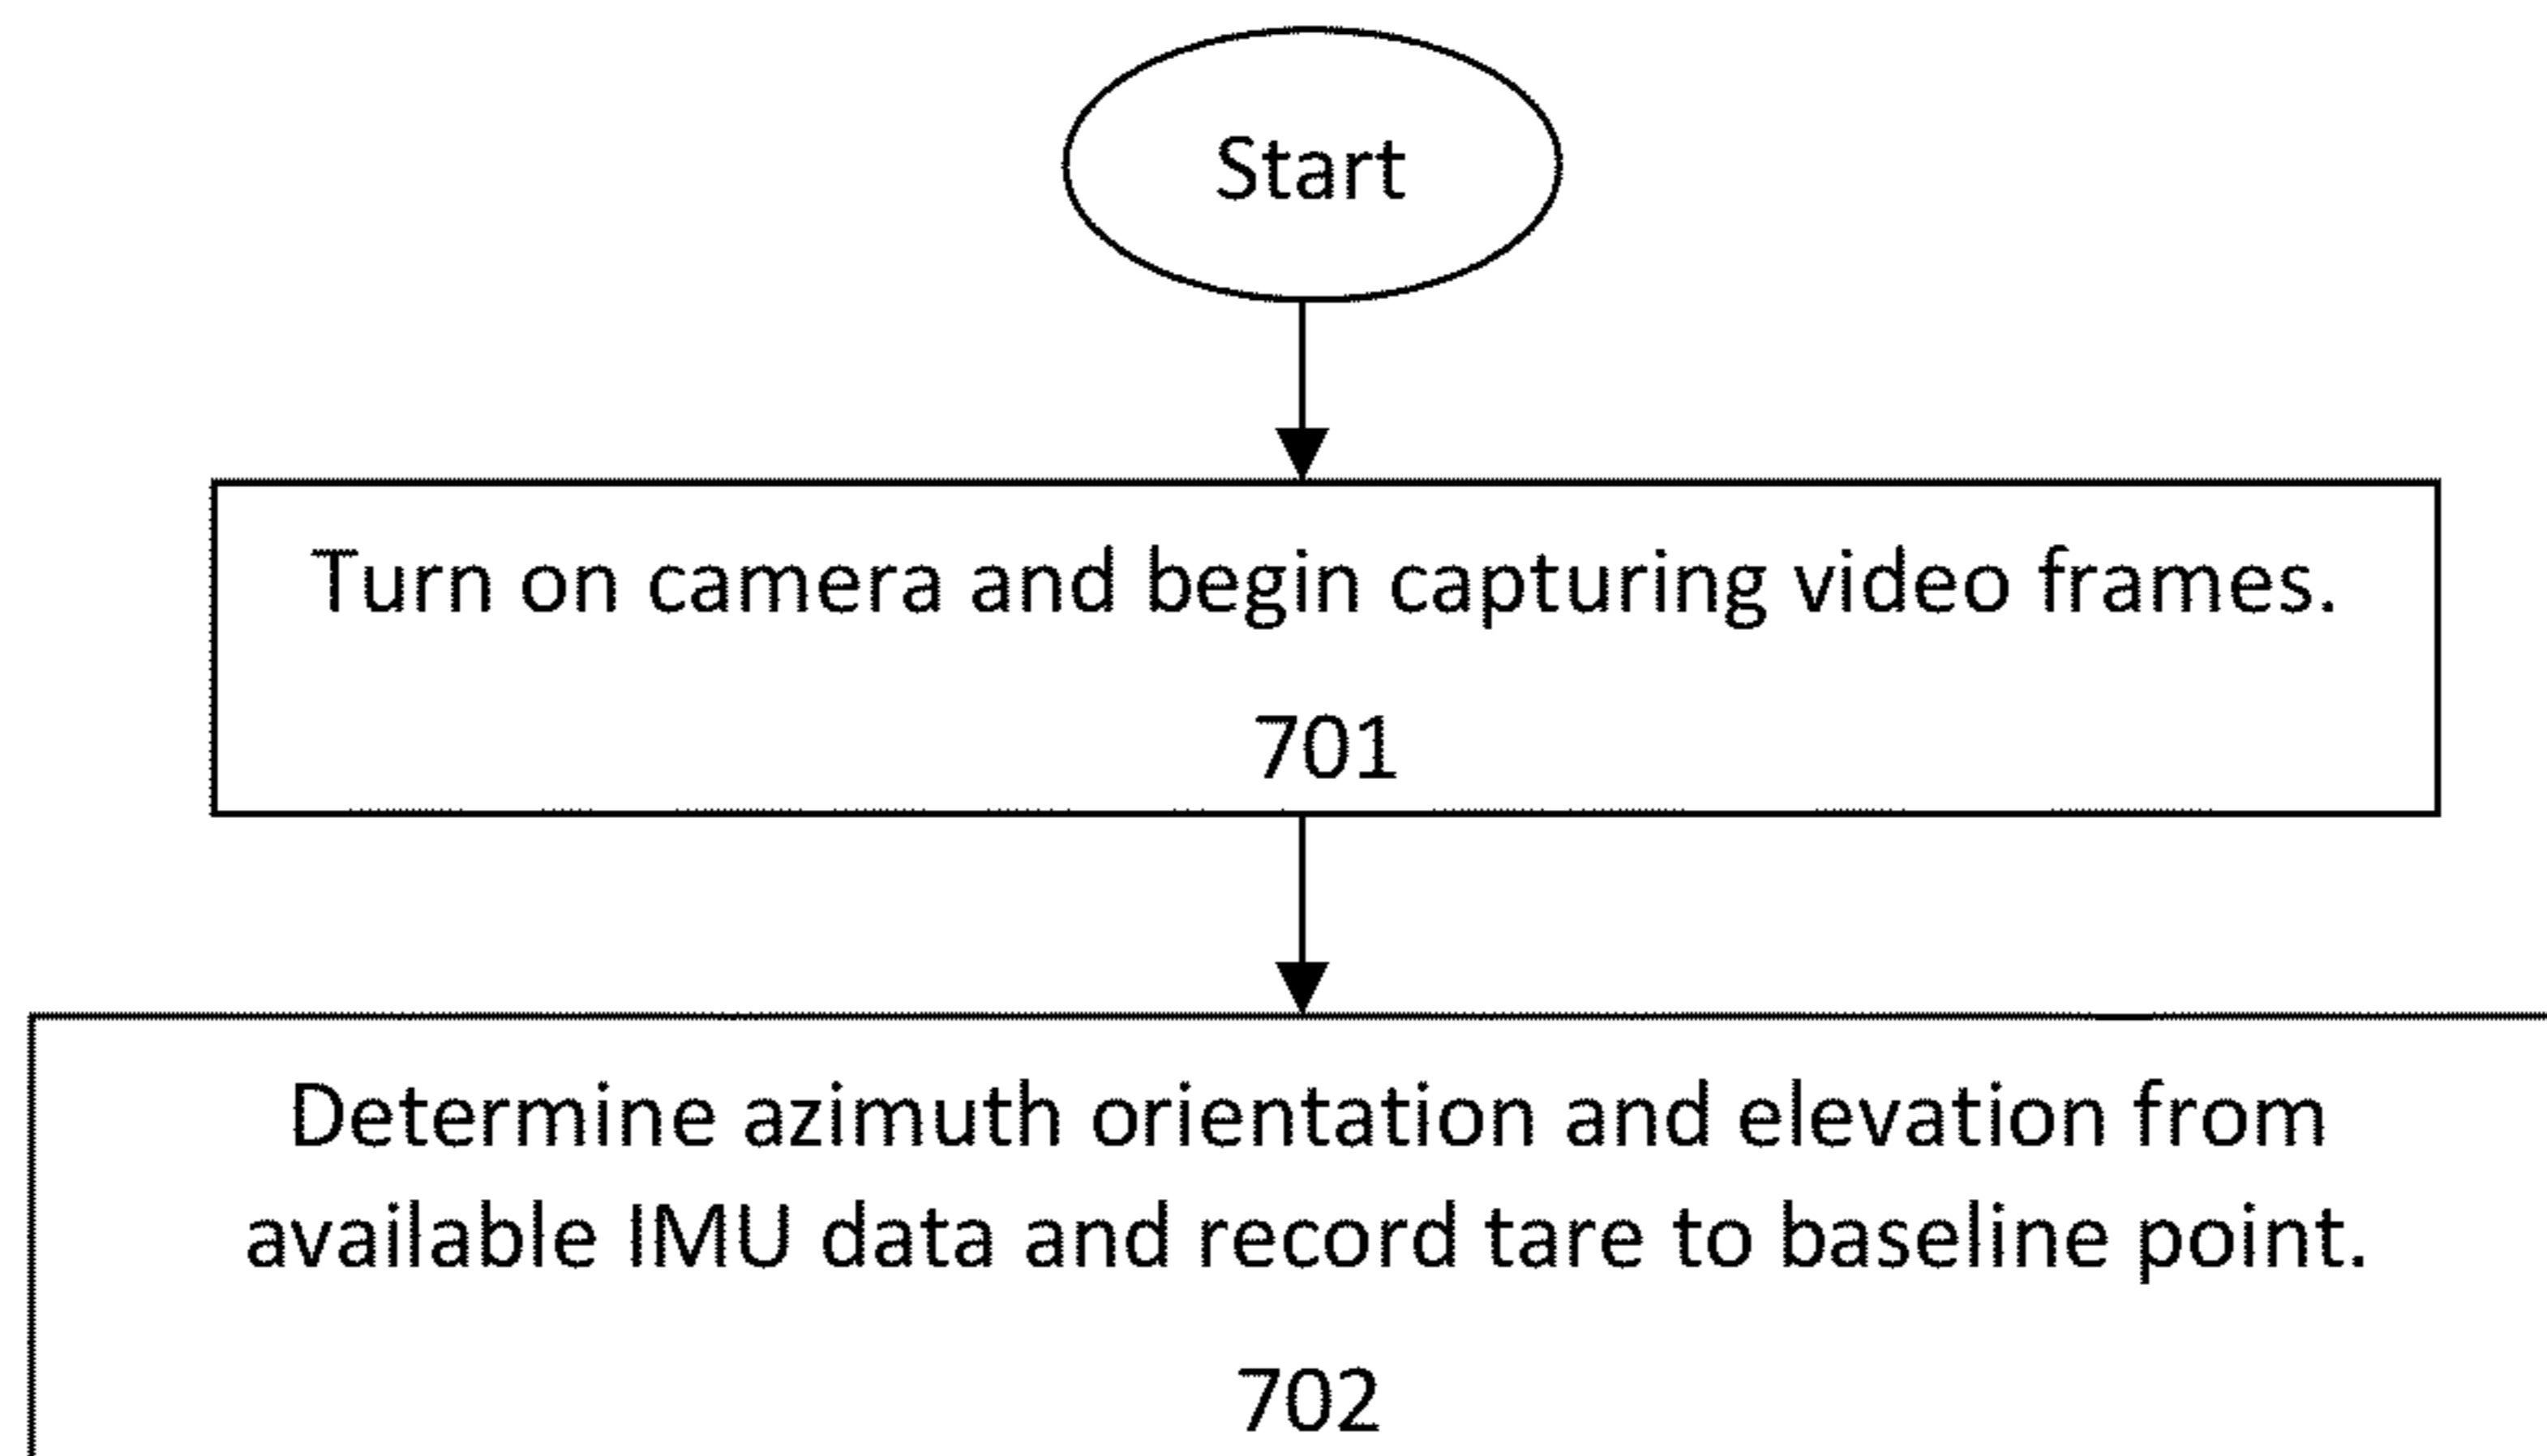 Start
Turn on camera and begin capturing video frames.
701
Determine azimuth orientation and elevation from
available IMU data and record tare to baseline point.
702